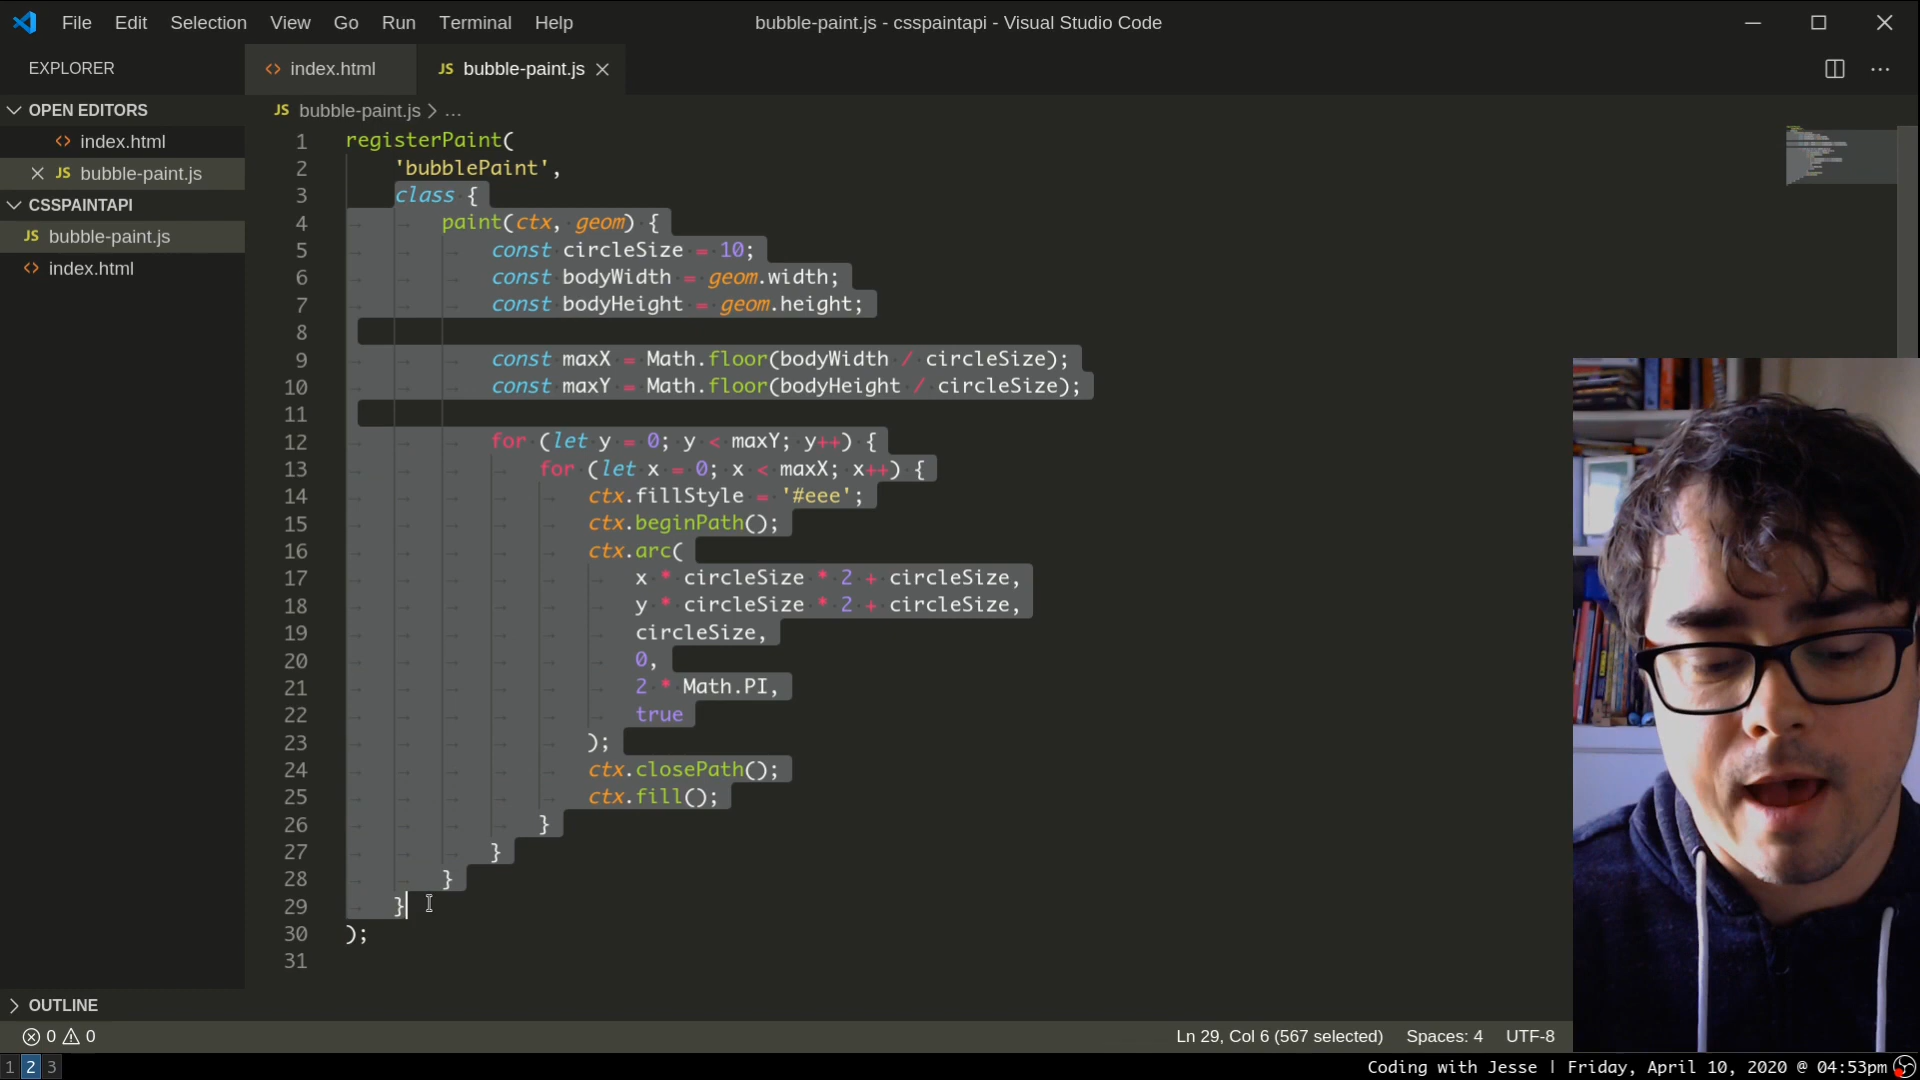 File Edit Selection View Go Run Terminal Help
bubble-paint.js - csspaintapi - Visual Studio Code
EXPLORER
OPEN EDITORS
index.html
JS bubble-paint.js
CSSPAINTAPI
JS bubble-paint.js
index.html
OUTLINE
index.html
JS bubble-paint.js
JS bubble-paint.js > ...
1 registerPaint(
2 'bubblePaint',
3 class {
4 paint(ctx, geom) {
5 const circleSize = 10;
6 const bodyWidth = geom.width;
7 const bodyHeight = geom.height;
8
9 const maxX = Math.floor(bodyWidth / circleSize);
10 const maxY = Math.floor(bodyHeight / circleSize);
11
12 for (let y = 0; y < maxY; y++) {
13 for (let x = 0; x < maxX; x++) {
14 ctx.fillStyle = '#eee';
15 ctx.beginPath();
16 ctx.arc(
17 x * circleSize * 2 + circleSize,
18 y * circleSize * 2 + circleSize,
19 circleSize,
20 0,
21 2 * Math.PI,
22 true
23 );
24 ctx.closePath();
25 ctx.fill();
26 }
27 }
28 }
29 }
30 );
31
0 0
Ln 29, Col 6 (567 selected) Spaces: 4 UTF-8
1 2 3
Coding with Jesse | Friday, April 10, 2020 @ 04:53pm